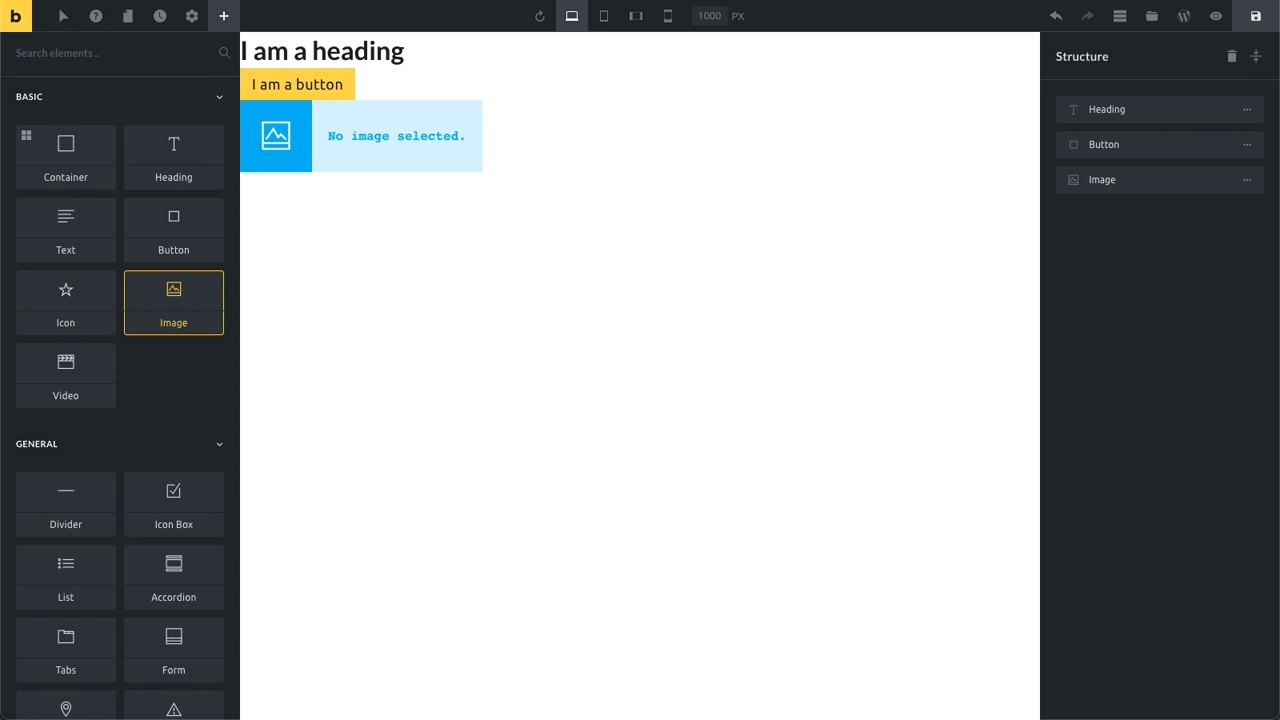 b
1000 PX
Search elements ..
BASIC
Container
Heading
Text
Button
Icon
Image
Video
GENERAL
Divider
Icon Box
List
Accordion
Tabs
Form
I am a heading
I am a button
No image selected.
Structure
Heading
Button
Image